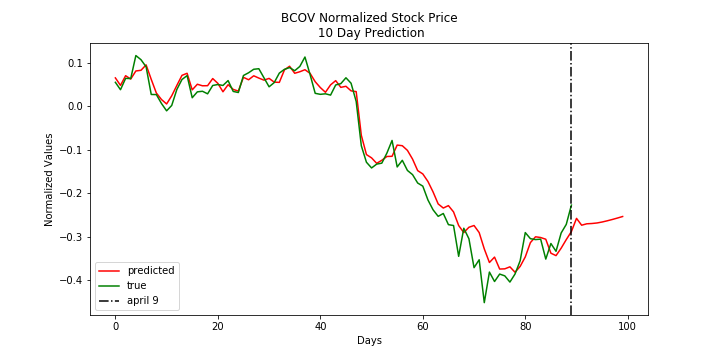 BCOV Normalized Stock Price
10 Day Prediction
Normalized Values
0.1
0.0
−0.1
−0.2
−0.3
−0.4
predicted
true
april 9
0
20
40
60
80
100
Days